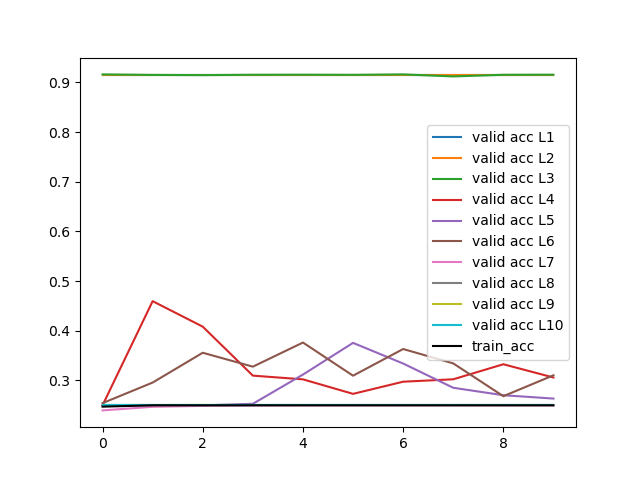 0.9
0.8
0.7
0.6
0.5
0.4
0.3
valid acc L1
valid acc L2
valid acc L3
valid acc L4
valid acc L5
valid acc L6
valid acc L7
valid acc L8
valid acc L9
valid acc L10
train_acc
0 2 4 6 8